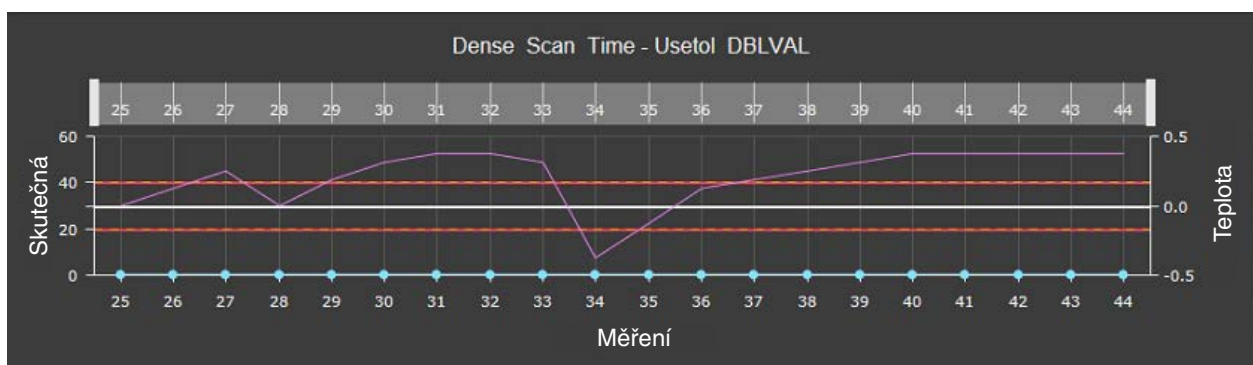 Dense Scan Time - Usetol DBLVAL
25 26 27 28 29 30 31 32 33 34 35 36 37 38 39 40 41 42 43 44
60 0.5
40
0.0
20
0 -0.5
Skutečná
Teplota
25 26 27 28 29 30 31 32 33 34 35 36 37 38 39 40 41 42 43 44
Měření